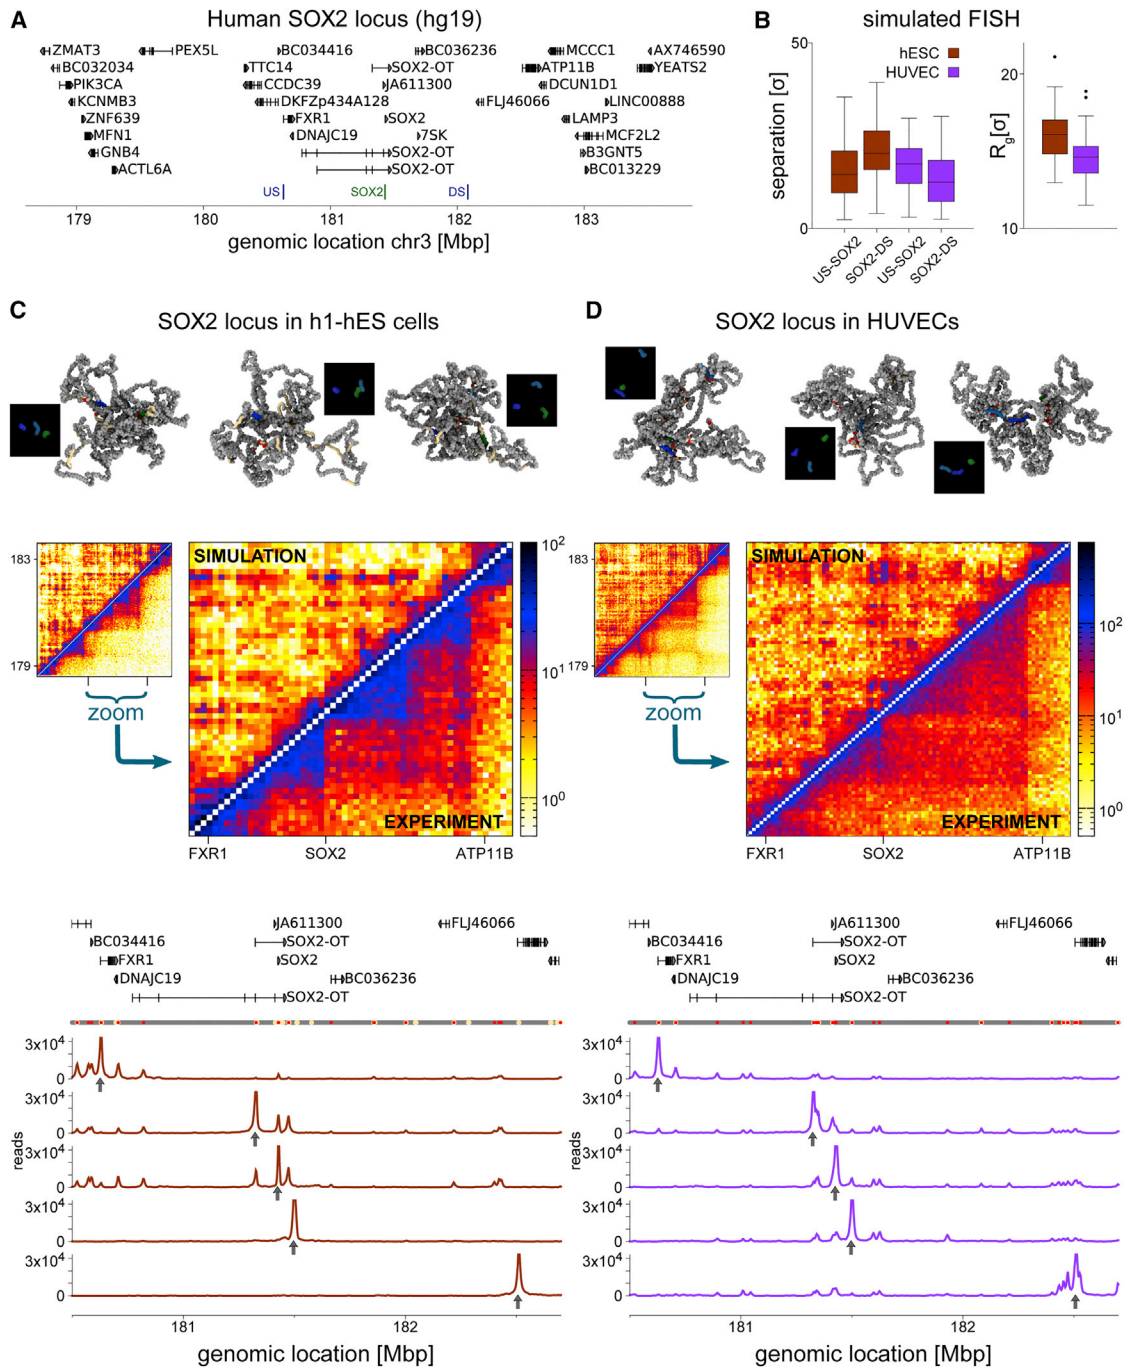 A
Human SOX2 locus (hg19)
ZMAT3 PEX5L BC034416 BC036236 MCCC1 AX746590
BC032034 TTC14 SOX2-OT ATP11B YEATS2
PIK3CA CCDC39 JA611300 DCUN1D1
KCNMB3 DKFZp434A128 FLJ46066 LINC00888
ZNF639 FXR1 SOX2 LAMP3
MFN1 DNAJC19 7SK MCF2L2
GNB4 SOX2-OT B3GNT5
ACTL6A SOX2-OT BC013229
US SOX2 DS
179 180 181 182 183
genomic location chr3 [Mbp]
B
simulated FISH
hESC
HUVEC
50
separation [σ]
0
US-SOX2 SOX2-DS US-SOX2 SOX2-DS
20
Rg[σ]
10
C
SOX2 locus in h1-hES cells
183
179
zoom
SIMULATION
EXPERIMENT
10²
10¹
10⁰
FXR1 SOX2 ATP11B
JA611300 FLJ46066
BC034416 SOX2-OT
FXR1 SOX2
DNAJC19 BC036236
SOX2-OT
3x10⁴
0
3x10⁴
0
3x10⁴
0
3x10⁴
0
3x10⁴
0
reads
181 182
genomic location [Mbp]
D
SOX2 locus in HUVECs
183
179
zoom
SIMULATION
EXPERIMENT
10²
10¹
10⁰
FXR1 SOX2 ATP11B
JA611300 FLJ46066
BC034416 SOX2-OT
FXR1 SOX2
DNAJC19 BC036236
SOX2-OT
3x10⁴
0
3x10⁴
0
3x10⁴
0
3x10⁴
0
3x10⁴
0
reads
181 182
genomic location [Mbp]